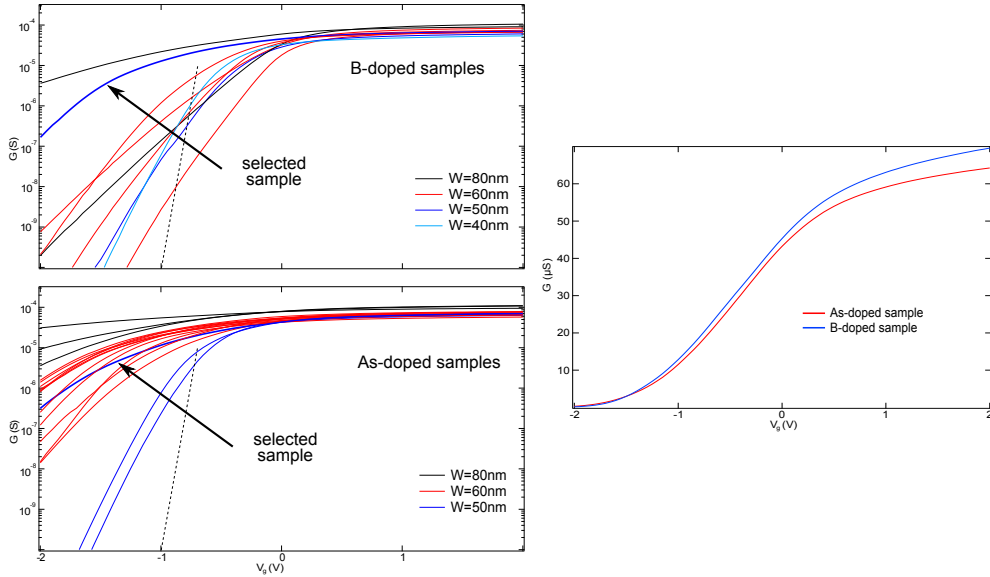 10⁻⁴
10⁻⁵
10⁻⁶
10⁻⁷
10⁻⁸
10⁻⁹
G (S)
-2
-1
0
1
B-doped samples
selected
sample
W=80nm
W=60nm
W=50nm
W=40nm
10⁻⁴
10⁻⁵
10⁻⁶
10⁻⁷
10⁻⁸
10⁻⁹
G (S)
As-doped samples
selected
sample
W=80nm
W=60nm
W=50nm
-2
-1
0
1
Vg (V)
60
50
40
30
20
10
G (µS)
As-doped sample
B-doped sample
-2
-1
0
1
2
Vg (V)